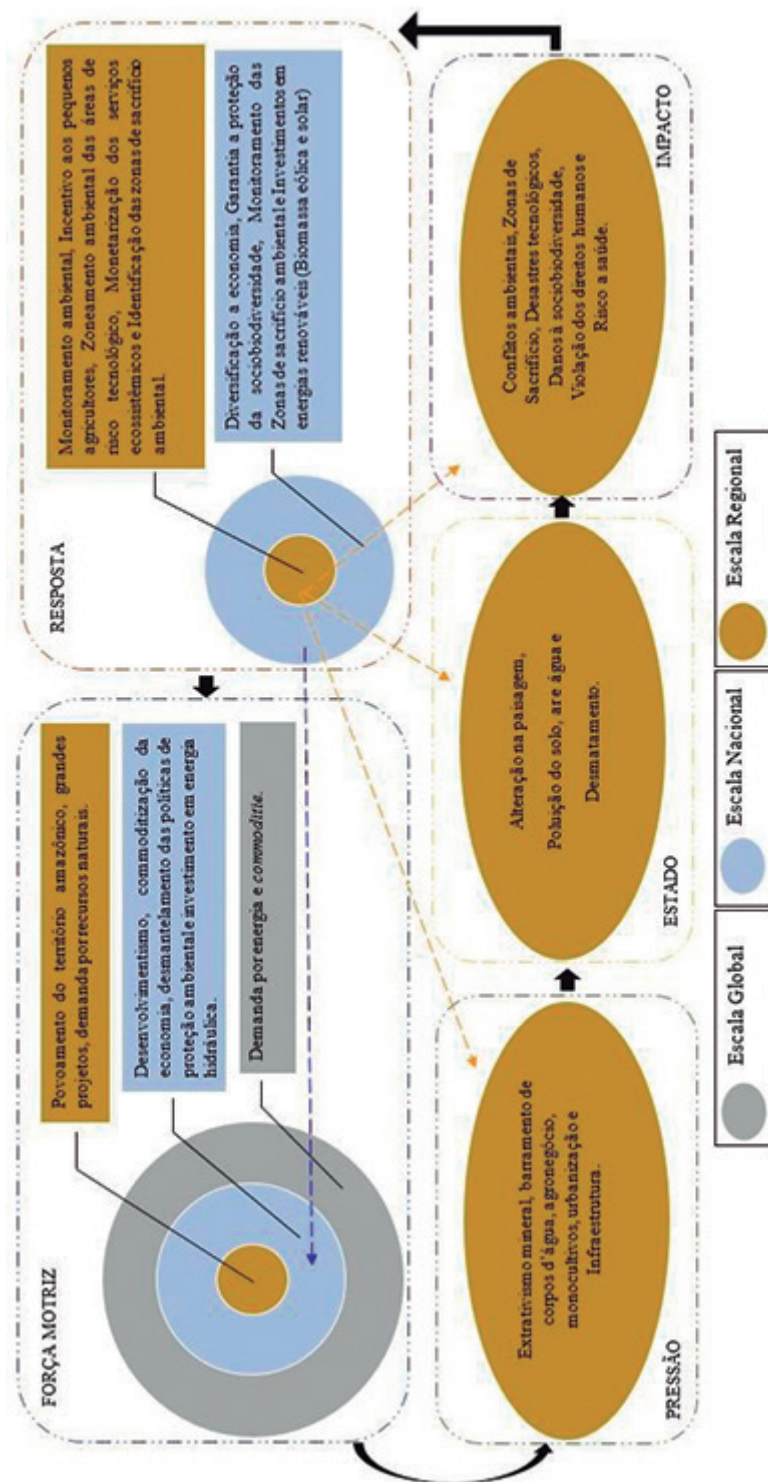 FORÇA MOTRIZ
Povoamento do território amazônico, grandes
projetos, demanda por recursos naturais.
Desenvolvimentismo, commoditização da
economia, desmantelamento das políticas de
proteção ambiental e investimento em energia
hidráulica.
Demanda por energia e commoditie.
RESPOSTA
Monitoramento ambiental, Incentivo aos pequenos
agricultores, Zoneamento ambiental das áreas de
risco tecnológico, Monetarização dos serviços
ecossistêmicos e Identificação das zonas de sacrifício
ambiental.
Diversificação a economia, Garantia a proteção
da sociobiodiversidade, Monitoramento das
Zonas de sacrifício ambiental e Investimentos em
energias renováveis (Biomassa eólica e solar)
Extrativismo mineral, barramento de
corpos d'água, agronegócio,
monocultivos, urbanização e
Infraestrutura.
PRESSÃO
Alteração na paisagem,
Poluição do solo, ar e água e
Desmatamento.
ESTADO
Conflitos ambientais, Zonas de
Sacrifício, Desastres tecnológicos,
Danos à sociobiodiversidade,
Violação dos direitos humanos e
Risco a saúde.
IMPACTO
Escala Global
Escala Nacional
Escala Regional